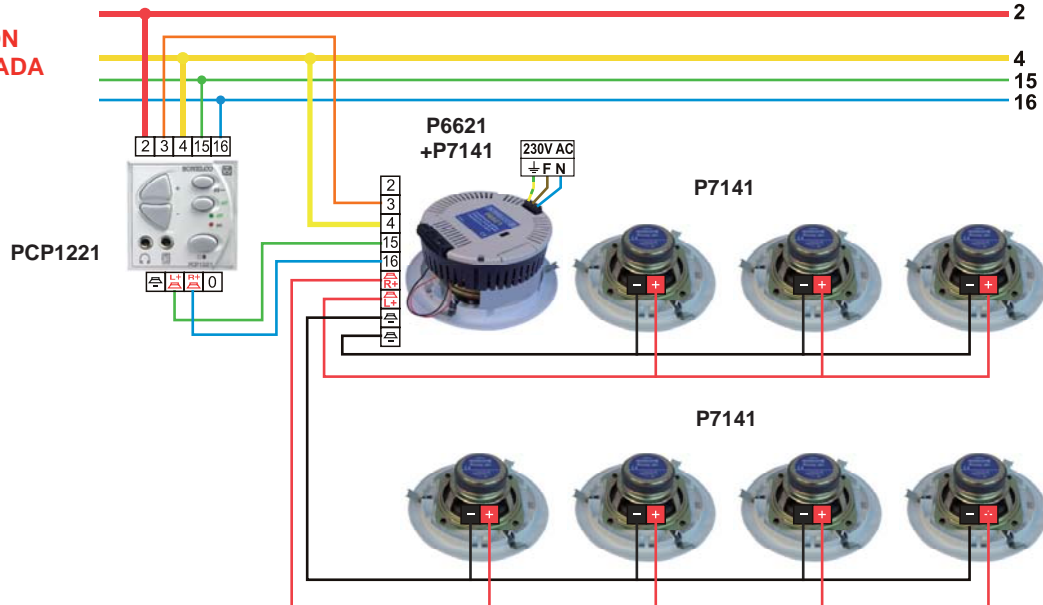 2
ON
ADA
4
15
16
P6621
+P7141
230V AC
F N
2 3 4 15 16
P7141
PCP1221
L+ R+ 0
2
3
4
15
16
R+
L+
- +
- +
- +
P7141
- +
- +
- +
- +